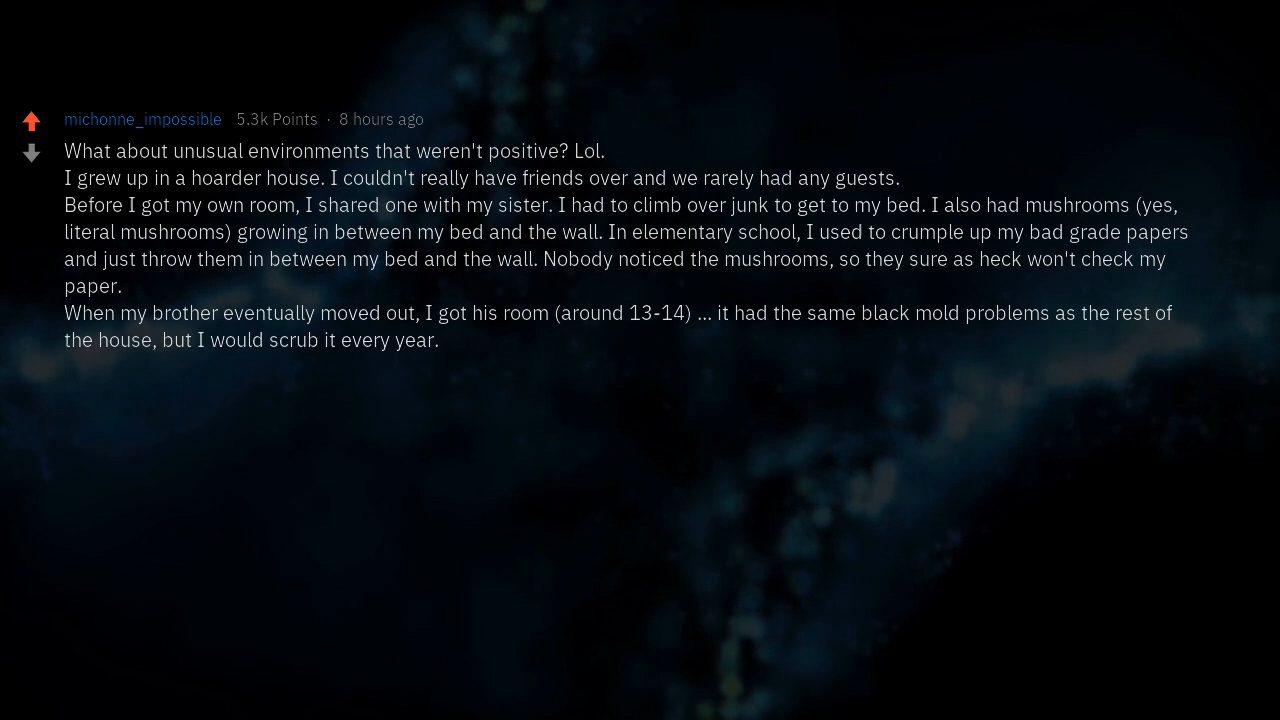 michonne_impossible 5.3k Points · 8 hours ago
What about unusual environments that weren't positive? Lol.
I grew up in a hoarder house. I couldn't really have friends over and we rarely had any guests.
Before I got my own room, I shared one with my sister. I had to climb over junk to get to my bed. I also had mushrooms (yes,
literal mushrooms) growing in between my bed and the wall. In elementary school, I used to crumple up my bad grade papers
and just throw them in between my bed and the wall. Nobody noticed the mushrooms, so they sure as heck won't check my
paper.
When my brother eventually moved out, I got his room (around 13-14) ... it had the same black mold problems as the rest of
the house, but I would scrub it every year.